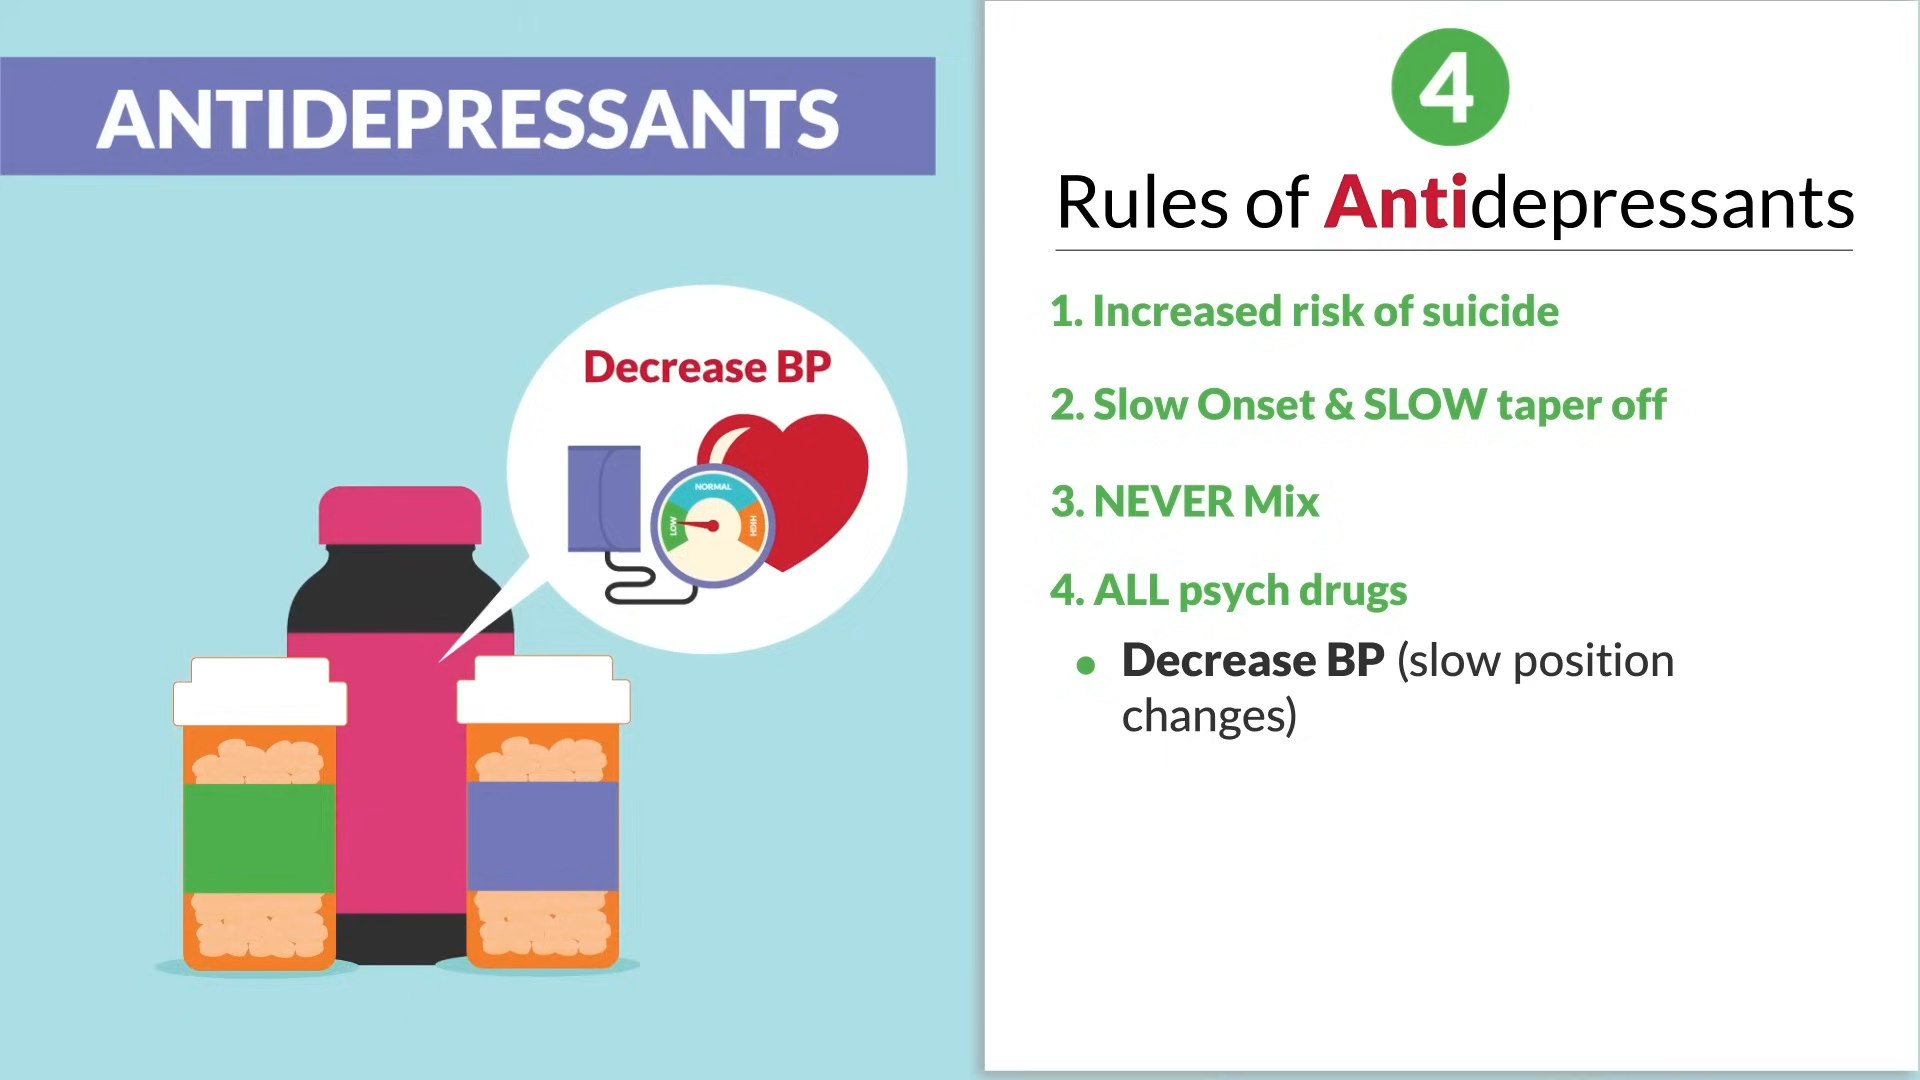 ANTIDEPRESSANTS
Decrease BP
NORMAL
LOW
HIGH
4
Rules of Antidepressants
1. Increased risk of suicide
2. Slow Onset & SLOW taper off
3. NEVER Mix
4. ALL psych drugs
• Decrease BP (slow position
changes)